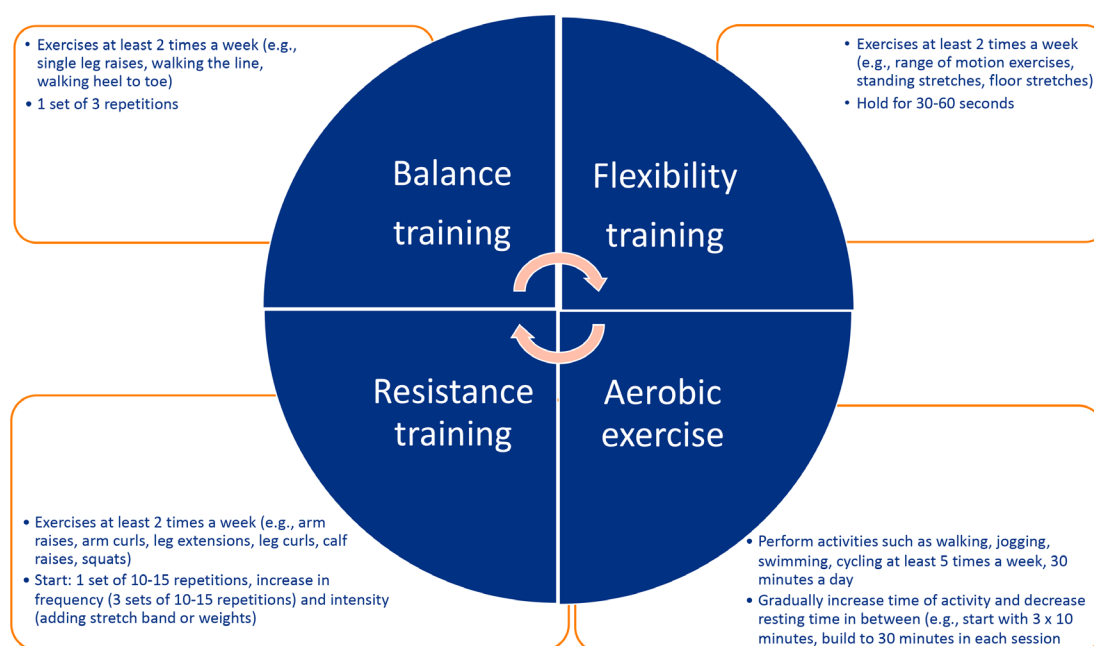 • Exercises at least 2 times a week (e.g.,
single leg raises, walking the line,
walking heel to toe)
• 1 set of 3 repetitions
• Exercises at least 2 times a week
(e.g., range of motion exercises,
standing stretches, floor stretches)
• Hold for 30-60 seconds
Balance
training
Flexibility
training
Resistance
training
Aerobic
exercise
• Exercises at least 2 times a week (e.g., arm
raises, arm curls, leg extensions, leg curls, calf
raises, squats)
• Start: 1 set of 10-15 repetitions, increase in
frequency (3 sets of 10-15 repetitions) and intensity
(adding stretch band or weights)
• Perform activities such as walking, jogging,
swimming, cycling at least 5 times a week, 30
minutes a day
• Gradually increase time of activity and decrease
resting time in between (e.g., start with 3 x 10
minutes, build to 30 minutes in each session